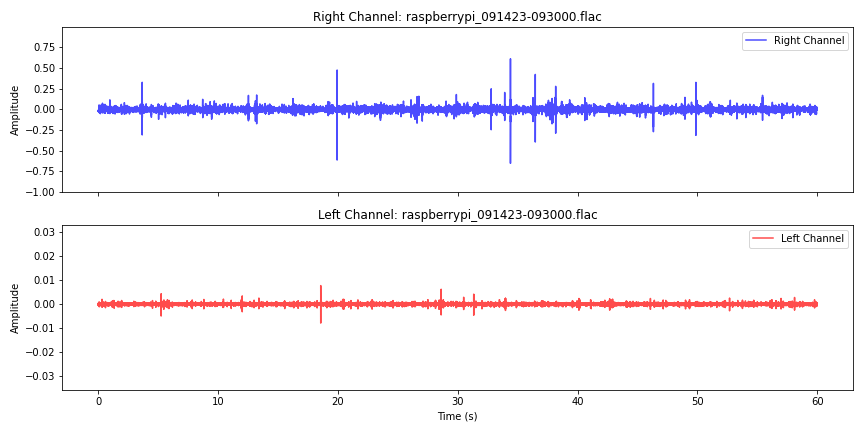 Right Channel: raspberrypi_091423-093000.flac
Right Channel
Amplitude
0.75
0.50
0.25
0.00
−0.25
−0.50
−0.75
−1.00
Left Channel: raspberrypi_091423-093000.flac
Left Channel
Amplitude
0.03
0.02
0.01
0.00
−0.01
−0.02
−0.03
0 10 20 30 40 50 60
Time (s)